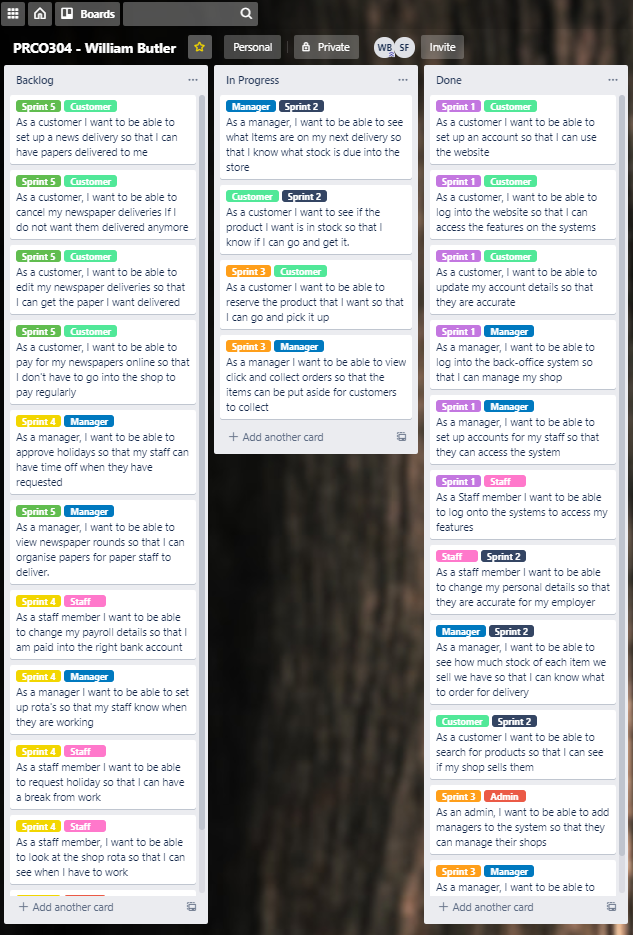 Boards
PRCO304 - William Butler
Personal
Private
WB
SF
Invite
Backlog
Sprint 5 Customer
As a customer I want to be able to
set up a news delivery so that I can
have papers delivered to me
Sprint 5 Customer
As a customer, I want to be able to
cancel my newspaper deliveries If I
do not want them delivered anymore
Sprint 5 Customer
As a customer, I want to be able to
edit my newspaper deliveries so that
I can get the paper I want delivered
Sprint 5 Customer
As a customer, I want to be able to
pay for my newspapers online so that
I don't have to go into the shop to
pay regularly
Sprint 4 Manager
As a manager, I want to be able to
approve holidays so that my staff can
have time off when they have
requested
Sprint 5 Manager
As a manager, I want to be able to
view newspaper rounds so that I can
organise papers for paper staff to
deliver.
Sprint 4 Staff
As a staff member I want to be able
to change my payroll details so that I
am paid into the right bank account
Sprint 4 Manager
As a manager I want to be able to set
up rota's so that my staff know when
they are working
Sprint 4 Staff
As a staff member I want to be able
to request holiday so that I can have
a break from work
Sprint 4 Staff
As a staff member, I want to be able
to look at the shop rota so that I can
see when I have to work
+ Add another card
In Progress
Manager Sprint 2
As a manager, I want to be able to see
what Items are on my next delivery so
that I know what stock is due into the
store
Customer Sprint 2
As a customer I want to see if the
product I want is in stock so that I
know if I can go and get it.
Sprint 3 Customer
As a customer I want to be able to
reserve the product that I want so that
I can go and pick it up
Sprint 3 Manager
As a manager I want to be able to view
click and collect orders so that the
items can be put aside for customers
to collect
+ Add another card
Done
Sprint 1 Customer
As a customer, I want to be able to
set up an account so that I can use
the website
Sprint 1 Customer
As a customer, I want to be able to
log into the website so that I can
access the features on the systems
Sprint 1 Customer
As a customer, I want to be able to
update my account details so that
they are accurate
Sprint 1 Manager
As a manager, I want to be able to
log into the back-office system so
that I can manage my shop
Sprint 1 Manager
As a manager, I want to be able to
set up accounts for my staff so that
they can access the system
Sprint 1 Staff
As a Staff member I want to be able
to log onto the systems to access my
features
Staff Sprint 2
As a staff member I want to be able
to change my personal details so that
they are accurate for my employer
Manager Sprint 2
As a manager, I want to be able to
see how much stock of each item we
sell we have so that I can know what
to order for delivery
Customer Sprint 2
As a customer I want to be able to
search for products so that I can see
if my shop sells them
Sprint 3 Admin
As an admin, I want to be able to add
managers to the system so that they
can manage their shops
Sprint 3 Manager
As a manager, I want to be able to
+ Add another card